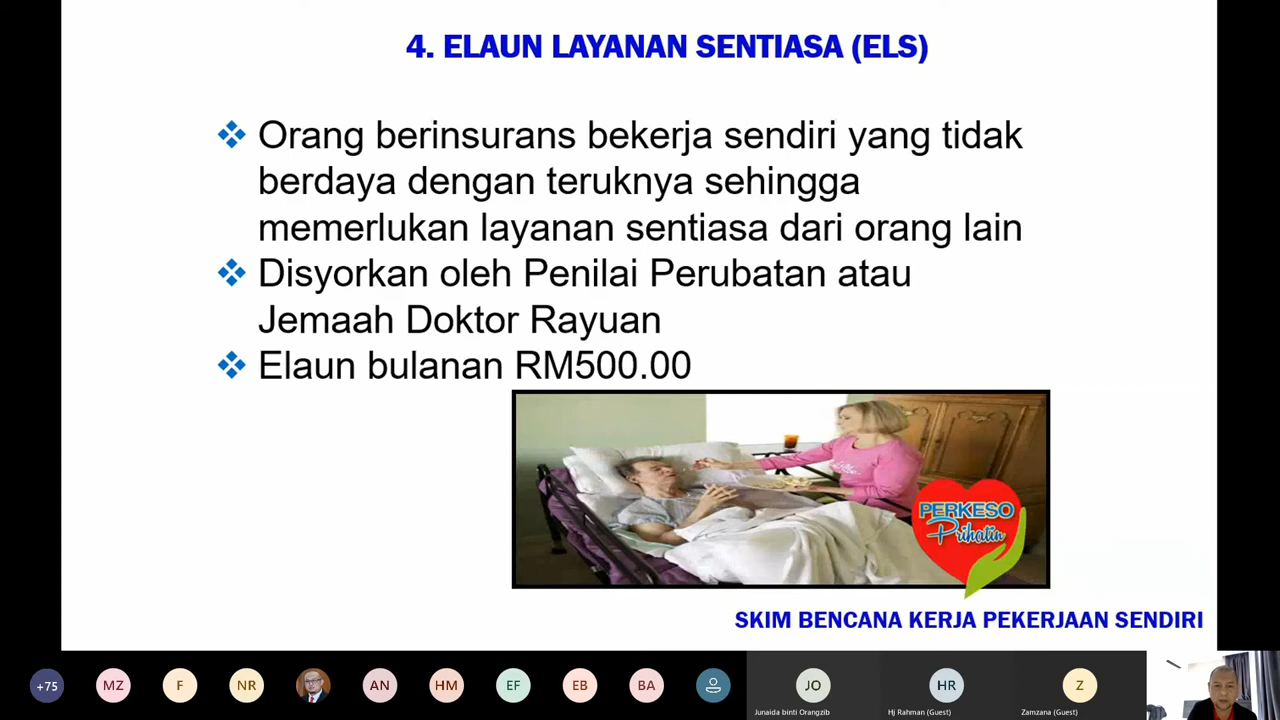 4. ELAUN LAYANAN SENTIASA (ELS)
Orang berinsurans bekerja sendiri yang tidak
berdaya dengan teruknya sehingga
memerlukan layanan sentiasa dari orang lain
Disyorkan oleh Penilai Perubatan atau
Jemaah Doktor Rayuan
Elaun bulanan RM500.00
PERKESO
Prihatin
SKIM BENCANA KERJA PEKERJAAN SENDIRI
+75
MZ
F
NR
AN
HM
EF
EB
BA
JO
HR
Z
Junaida binti Orangzib
Hj Rahman (Guest)
Zamzana (Guest)